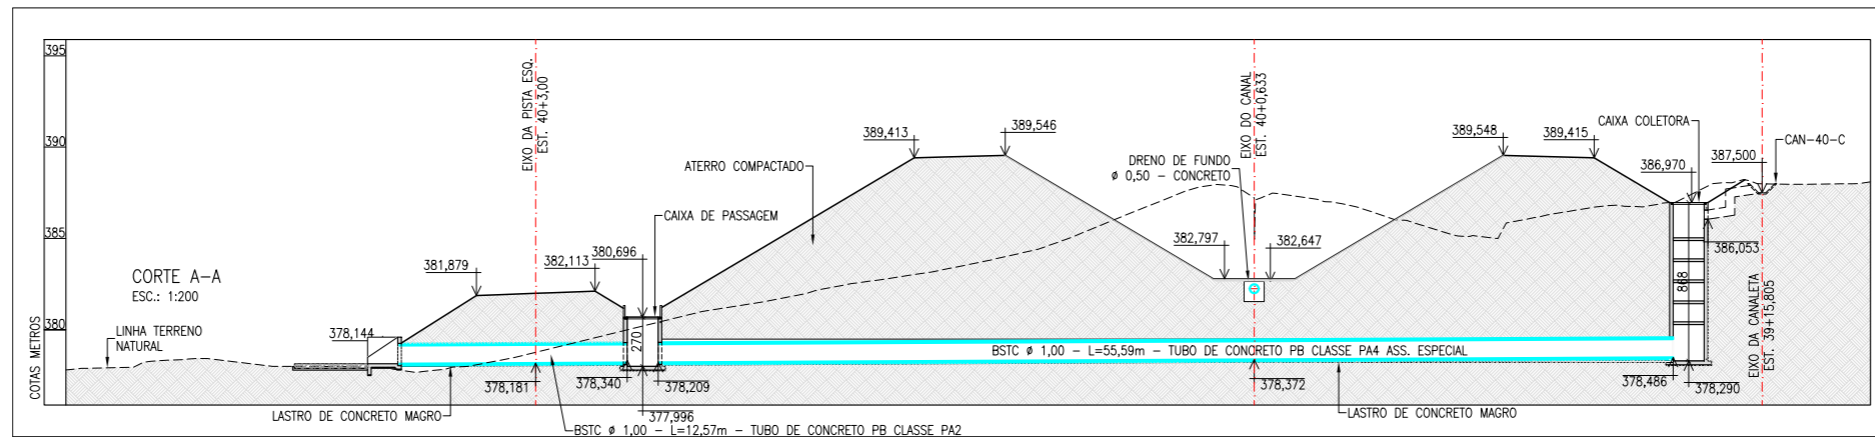 395
390
385
380
COTAS METROS
CORTE A-A
ESC.: 1:200
LINHA TERRENO
NATURAL
378,144
381,879
EIXO DA PISTA ESQ.
EST. 40+3,00
382,113
380,696
CAIXA DE PASSAGEM
270
378,181
378,340
378,209
377,996
LASTRO DE CONCRETO MAGRO
BSTC ø 1,00 - L=12,57m - TUBO DE CONCRETO PB CLASSE PA2
ATERRO COMPACTADO
389,413
389,546
DRENO DE FUNDO
ø 0,50 - CONCRETO
EIXO DO CANAL
EST. 40+0,633
382,797
382,647
BSTC ø 1,00 - L=55,59m - TUBO DE CONCRETO PB CLASSE PA4 ASS. ESPECIAL
378,372
LASTRO DE CONCRETO MAGRO
389,548
389,415
CAIXA COLETORA
386,970
387,500
CAN-40-C
386,053
868
378,486
378,290
EIXO DA CANALETA
EST. 39+15,805